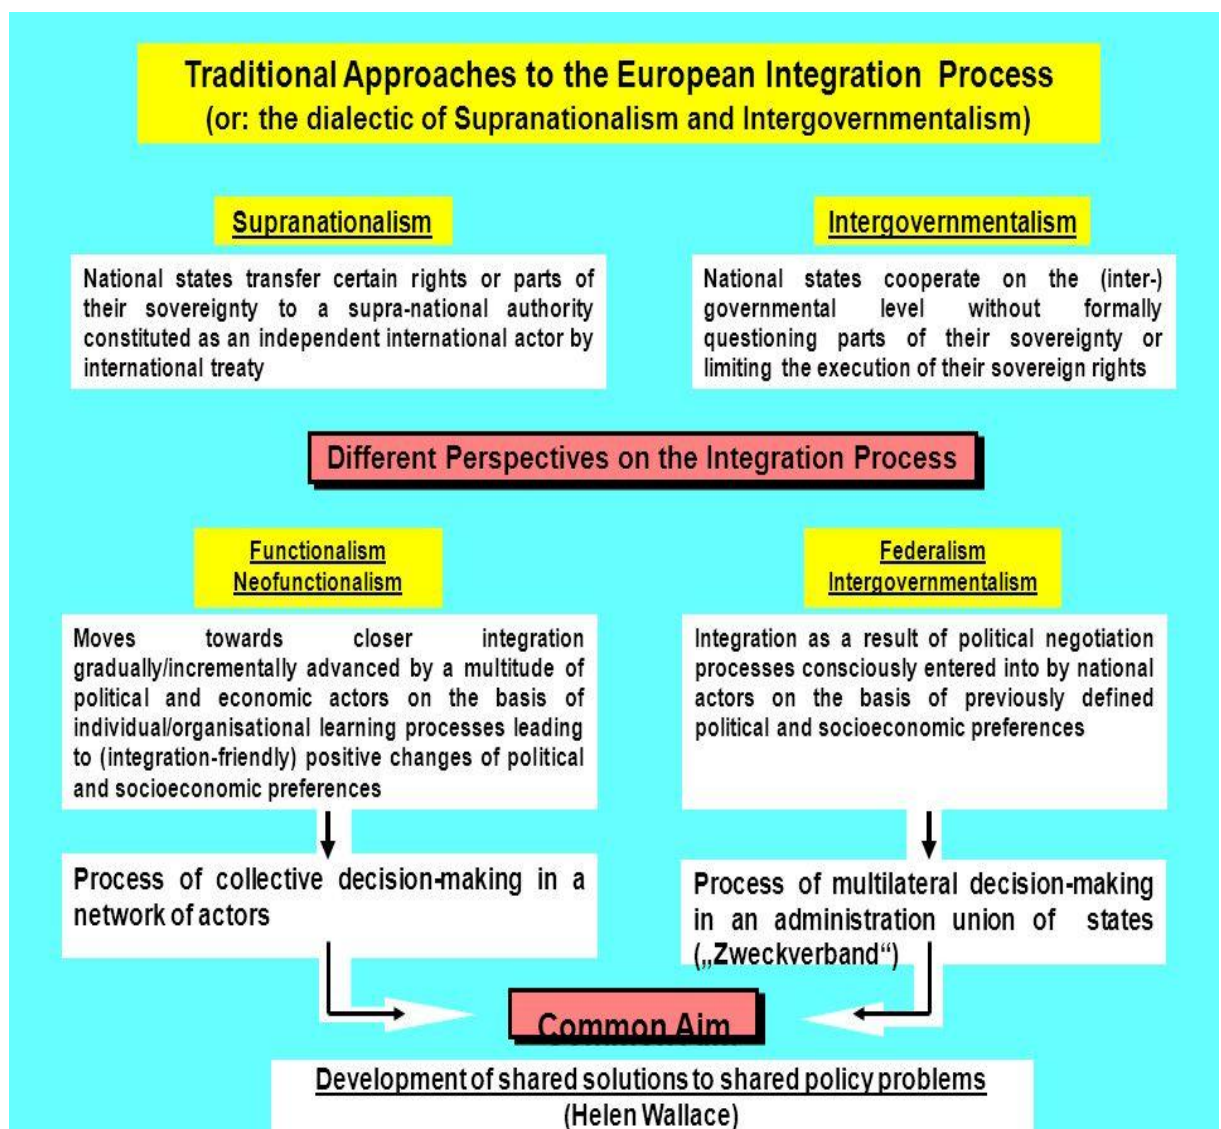 Traditional Approaches to the European Integration Process
(or: the dialectic of Supranationalism and Intergovernmentalism)
Supranationalism
National states transfer certain rights or parts of
their sovereignty to a supra-national authority
constituted as an independent international actor by
international treaty
Intergovernmentalism
National states cooperate on the (inter-)
governmental level without formally
questioning parts of their sovereignty or
limiting the execution of their sovereign rights
Different Perspectives on the Integration Process
Functionalism
Neofunctionalism
Moves towards closer integration
gradually/incrementally advanced by a multitude of
political and economic actors on the basis of
individual/organisational learning processes leading
to (integration-friendly) positive changes of political
and socioeconomic preferences
Process of collective decision-making in a
network of actors
Federalism
Intergovernmentalism
Integration as a result of political negotiation
processes consciously entered into by national
actors on the basis of previously defined
political and socioeconomic preferences
Process of multilateral decision-making
in an administration union of states
(„Zweckverband“)
Common Aim
Development of shared solutions to shared policy problems
(Helen Wallace)